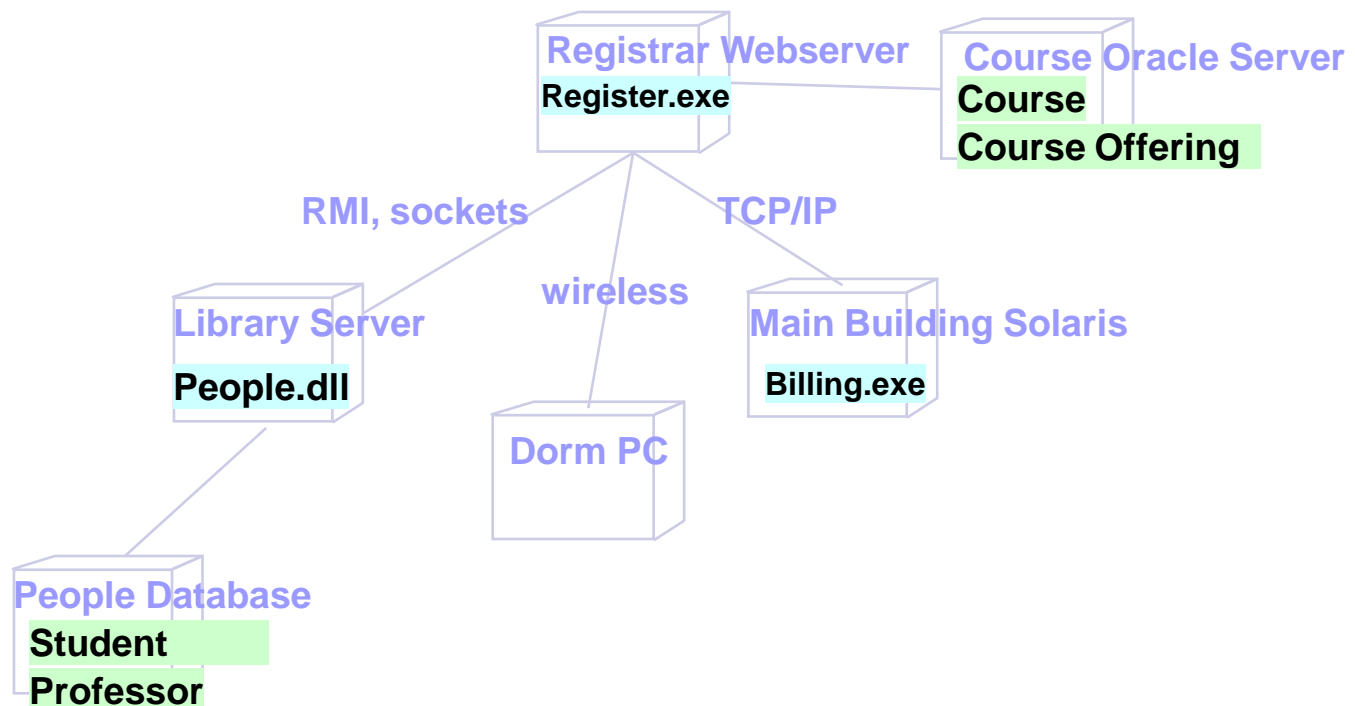 Registrar Webserver
Register.exe
Course Oracle Server
Course
Course Offering
RMI, sockets
TCP/IP
wireless
Library Server
People.dll
Main Building Solaris
Billing.exe
Dorm PC
People Database
Student
Professor